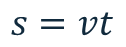 s = vt